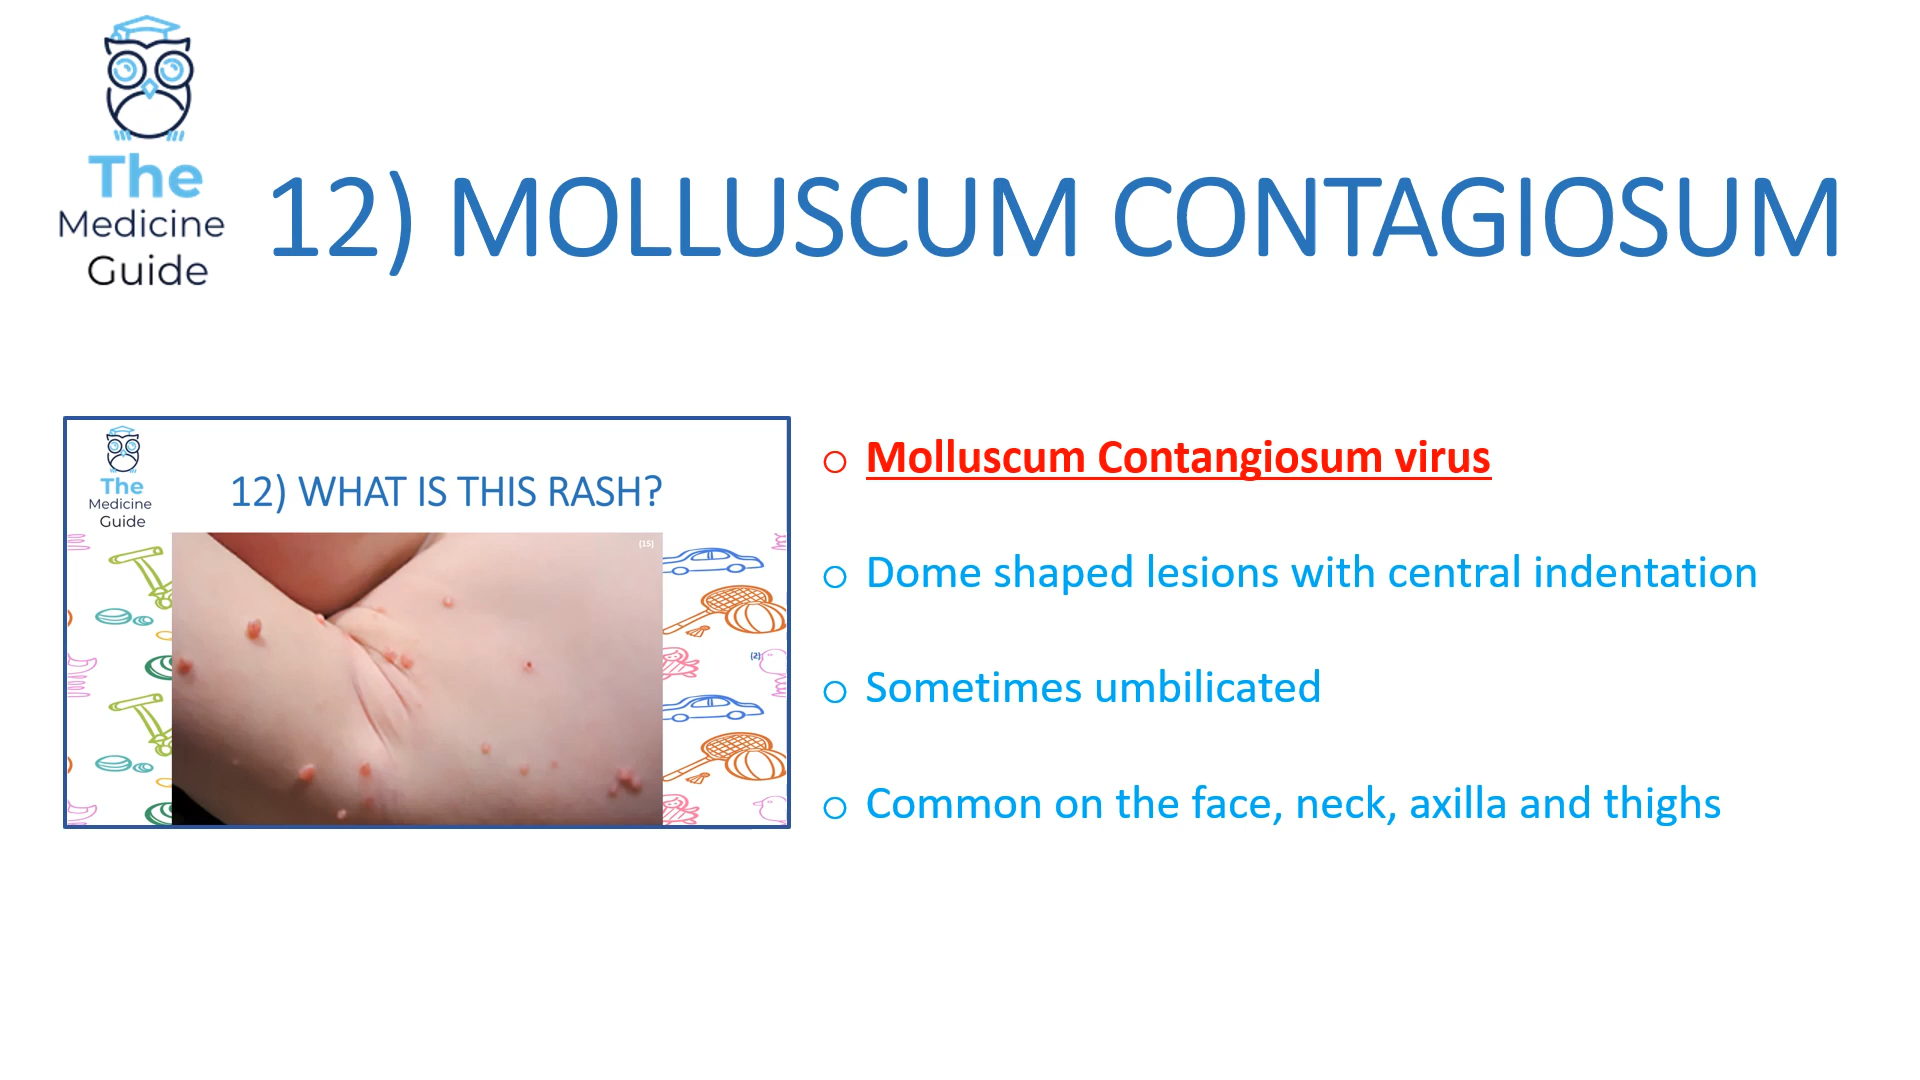 The
Medicine
Guide
12) MOLLUSCUM CONTAGIOSUM
The
Medicine
Guide
12) WHAT IS THIS RASH?
(15)
(2)
Molluscum Contangiosum virus
Dome shaped lesions with central indentation
Sometimes umbilicated
Common on the face, neck, axilla and thighs